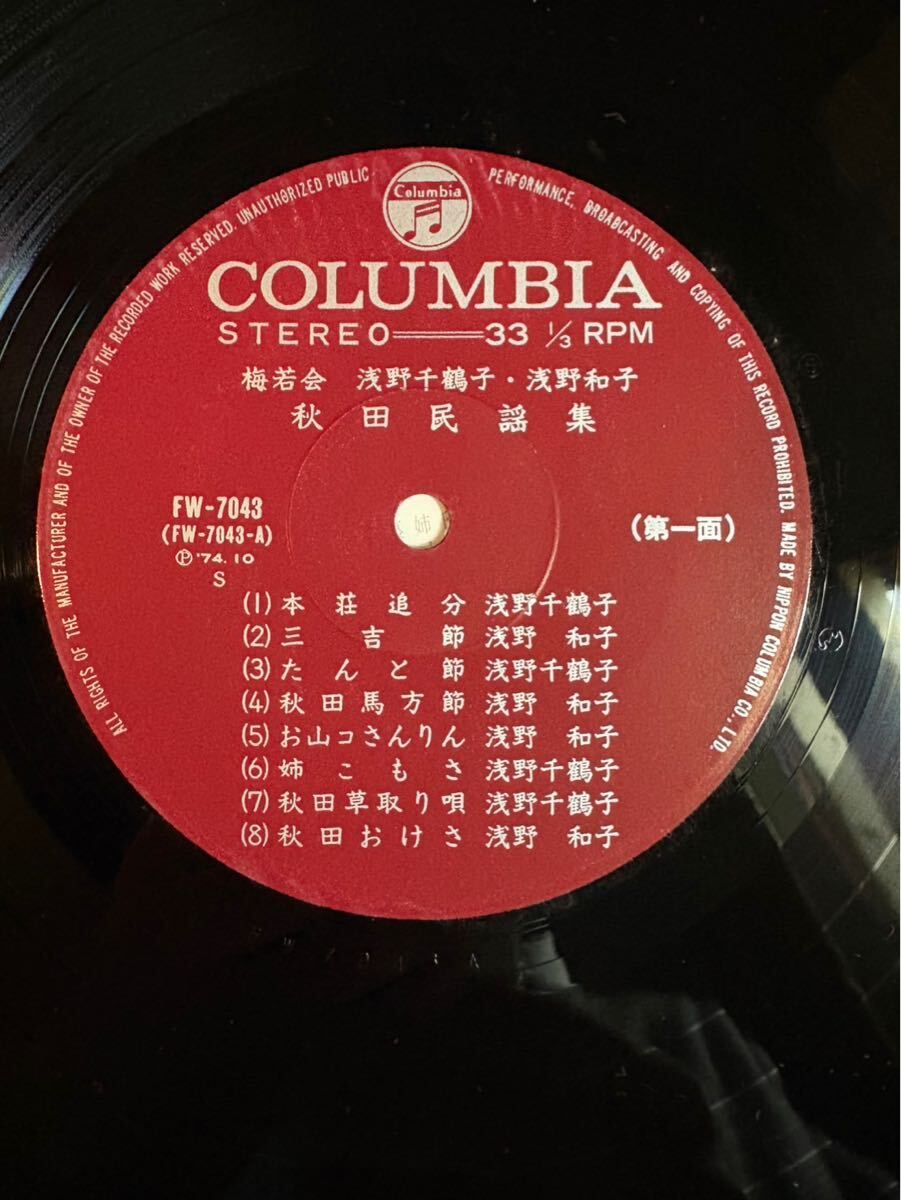 Columbia
ALL RIGHTS OF THE MANUFACTURER AND OF THE OWNER OF THE RECORDED WORK RESERVED. UNAUTHORIZED PUBLIC PERFORMANCE, BROADCASTING AND COPYING OF THIS RECORD PROHIBITED. MADE BY NIPPON COLUMBIA CO., LTD.
COLUMBIA
STEREO 33 1/3 RPM
梅若会 浅野千鶴子・浅野和子
秋田民謡集
FW-7043
(FW-7043-A)
Ⓟ'74.10
S
姉
(第一面)
(1) 本荘追分 浅野千鶴子
(2) 三吉節 浅野 和子
(3) たんと節 浅野千鶴子
(4) 秋田馬方節 浅野 和子
(5) お山コさんりん 浅野 和子
(6) 姉こもさ 浅野千鶴子
(7) 秋田草取り唄 浅野千鶴子
(8) 秋田おけさ 浅野 和子